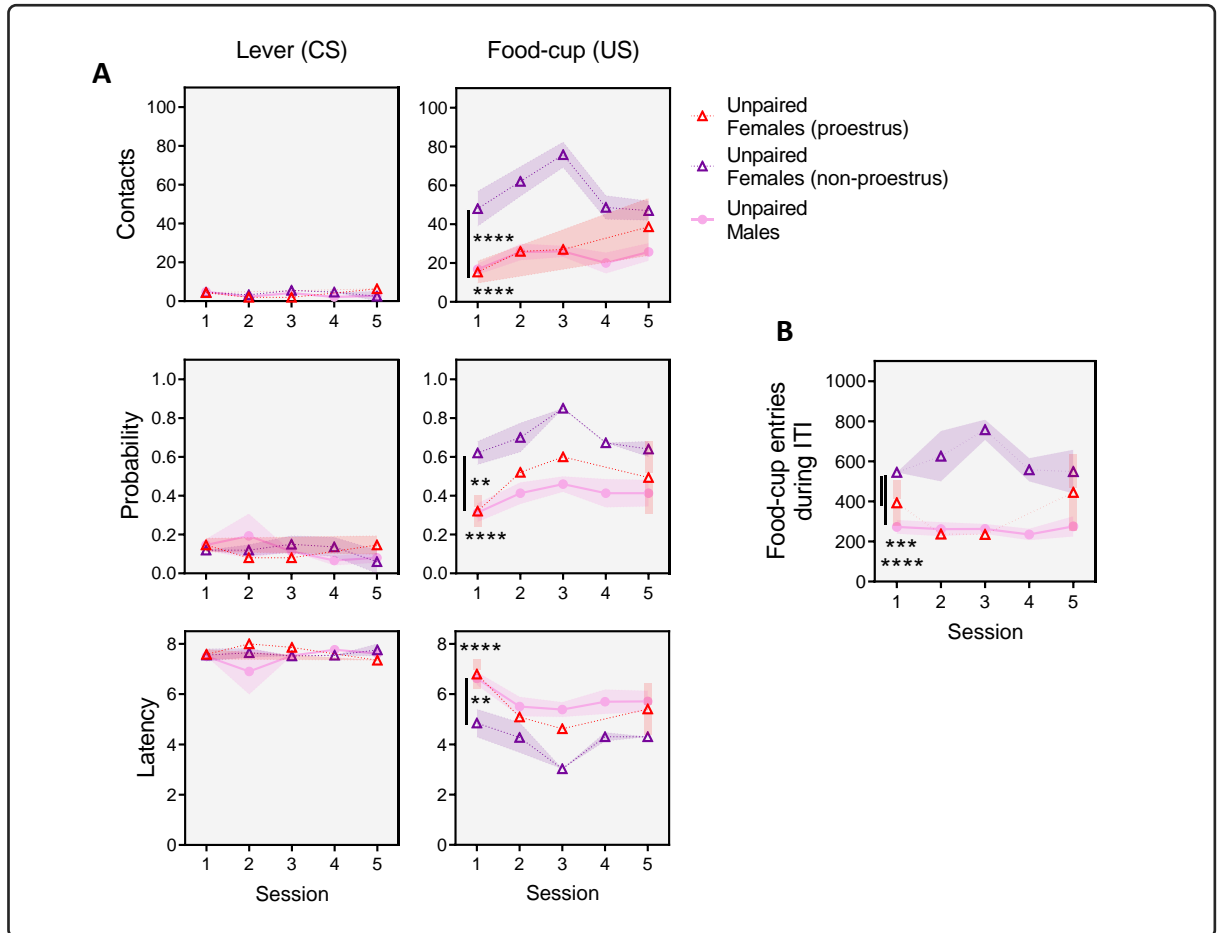 Lever (CS)
Food-cup (US)
A
Contacts
100
80
60
40
20
0
1 2 3 4 5
100
80
60
40
20
0
****
****
1 2 3 4 5
Unpaired
Females (proestrus)
Unpaired
Females (non-proestrus)
Unpaired
Males
Probability
1.0
0.8
0.6
0.4
0.2
0.0
1 2 3 4 5
1.0
0.8
0.6
0.4
0.2
0.0
**
****
1 2 3 4 5
B
Food-cup entries
during ITI
1000
800
600
400
200
0
***
****
1 2 3 4 5
Session
Latency
8
6
4
2
0
1 2 3 4 5
Session
8
6
4
2
0
****
**
1 2 3 4 5
Session